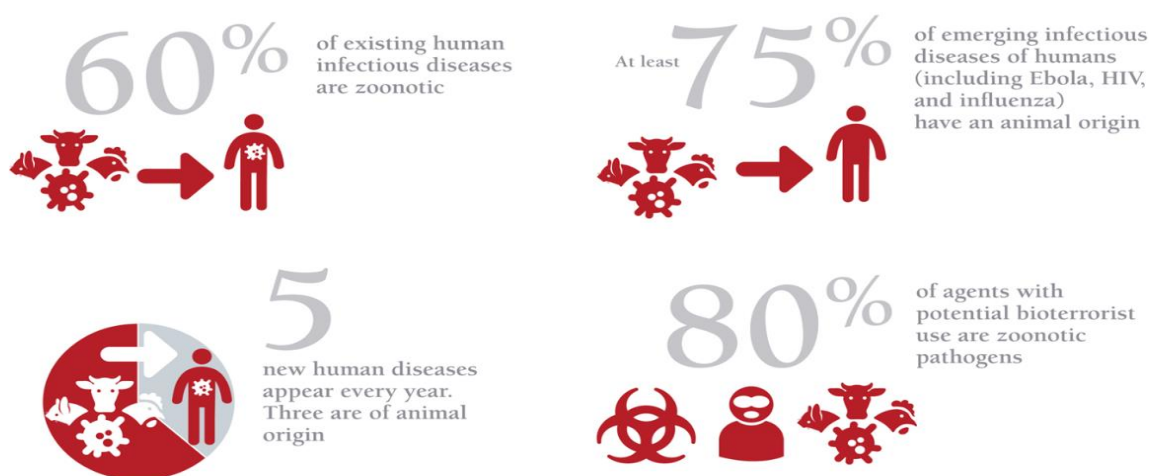 60%
of existing human
infectious diseases
are zoonotic
At least 75%
of emerging infectious
diseases of humans
(including Ebola, HIV,
and influenza)
have an animal origin
5
new human diseases
appear every year.
Three are of animal
origin
80%
of agents with
potential bioterrorist
use are zoonotic
pathogens